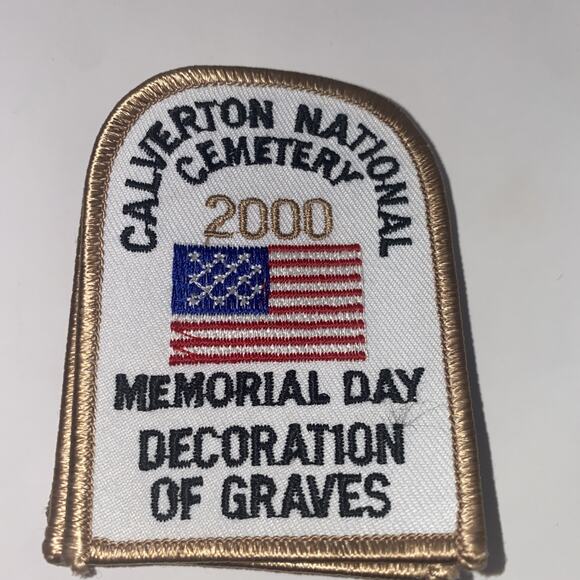 CALVERTON NATIONAL
CEMETERY
2000
MEMORIAL DAY
DECORATION
OF GRAVES